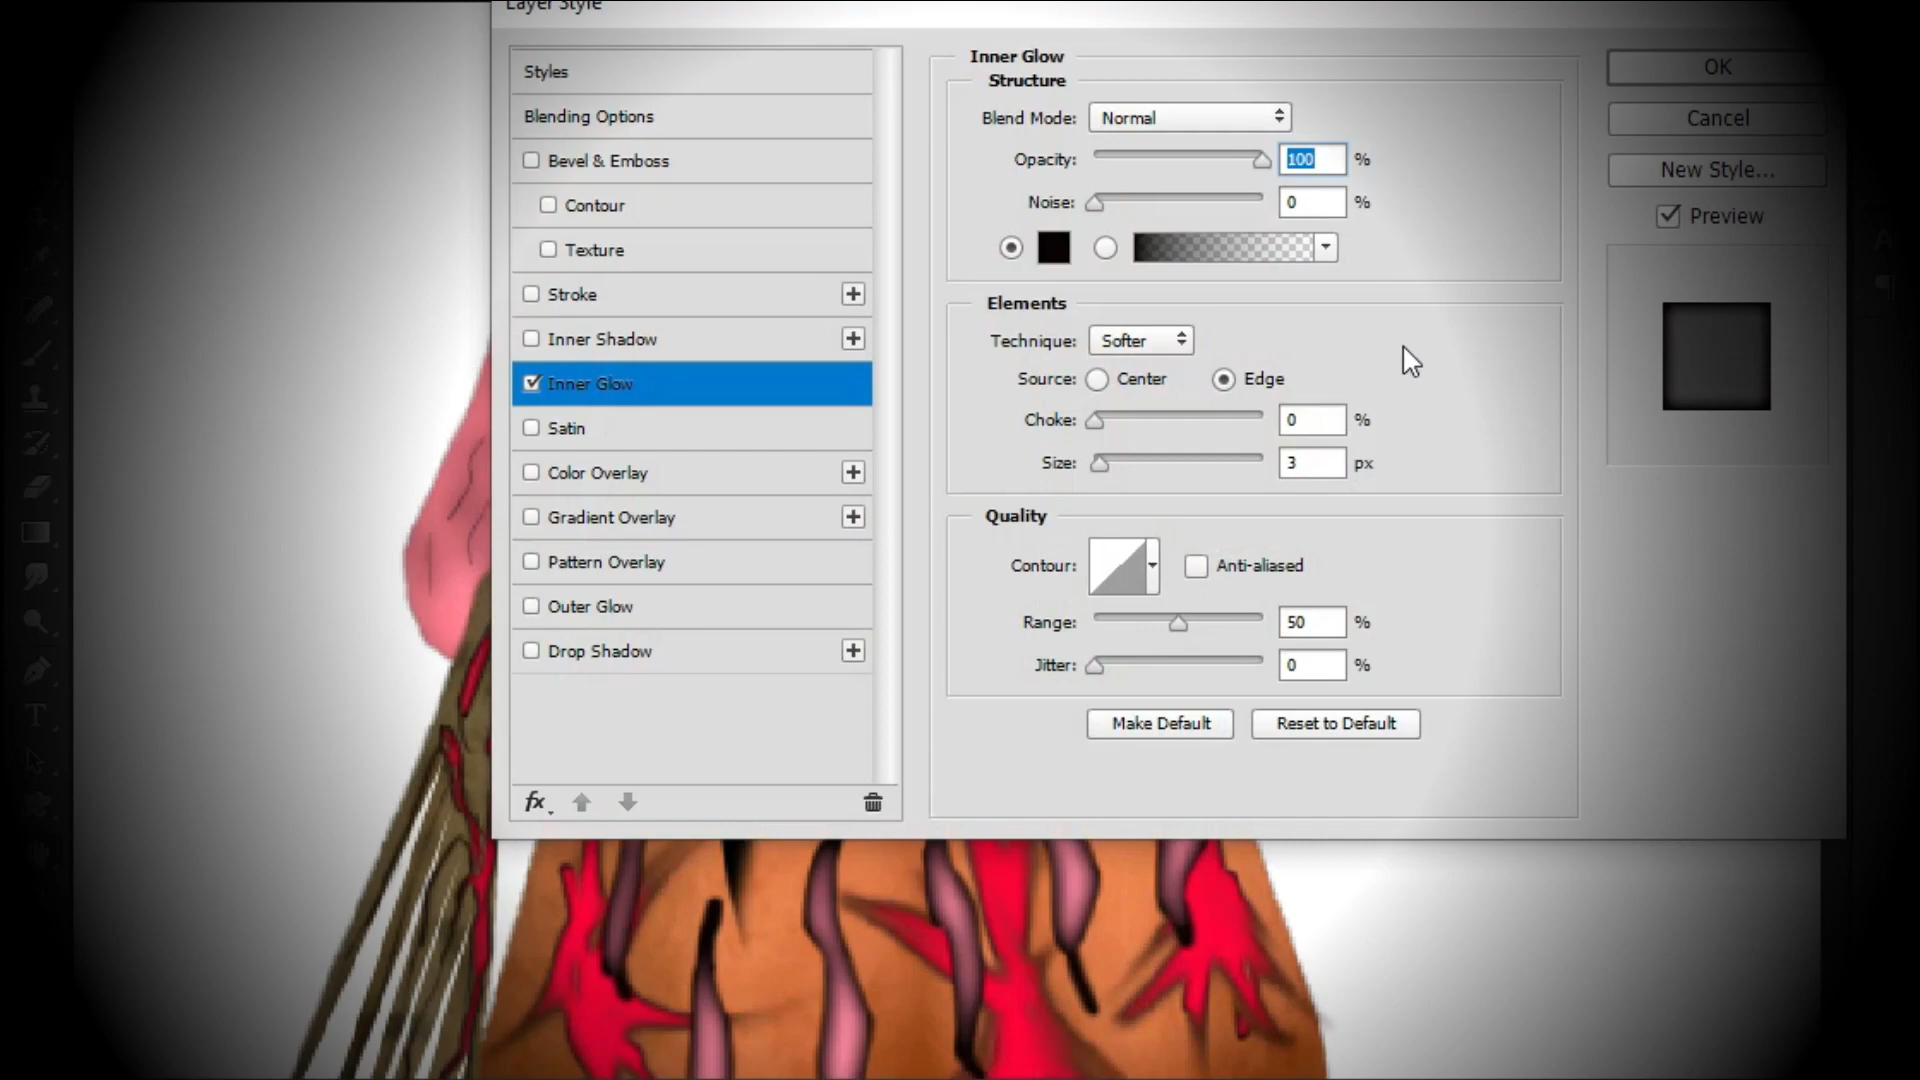 Layer Style
Styles
Blending Options
Bevel & Emboss
Contour
Texture
Stroke
Inner Shadow
Inner Glow
Satin
Color Overlay
Gradient Overlay
Pattern Overlay
Outer Glow
Drop Shadow
fx
Inner Glow
Structure
Blend Mode: Normal
Opacity: 100 %
Noise: 0 %
Elements
Technique: Softer
Source: Center Edge
Choke: 0 %
Size: 3 px
Quality
Contour: Anti-aliased
Range: 50 %
Jitter: 0 %
Make Default Reset to Default
OK
Cancel
New Style...
Preview